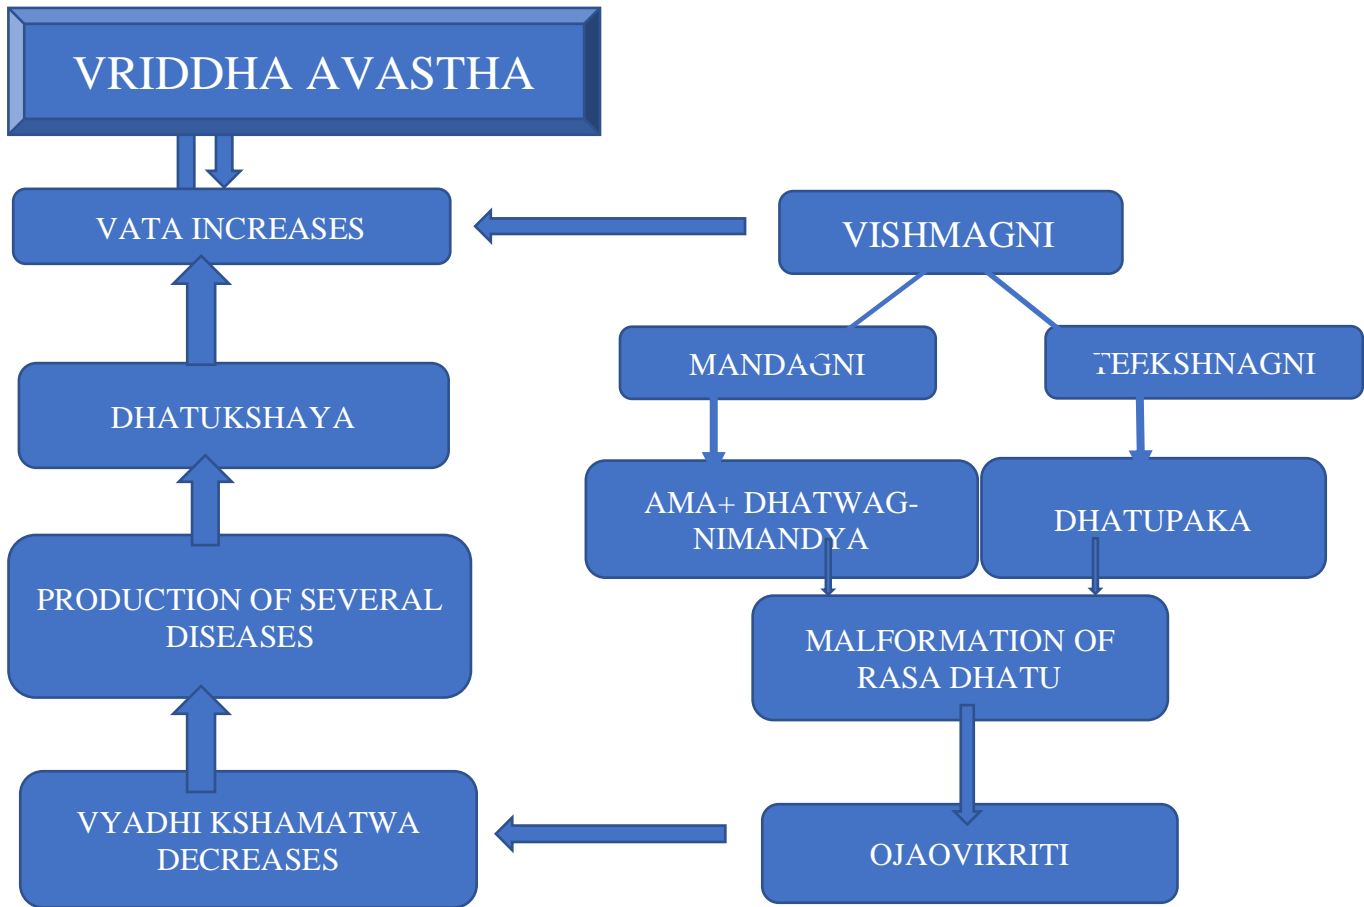 VRIDDHA AVASTHA
VATA INCREASES
VISHMAGNI
MANDAGNI
TEEKSHNAGNI
DHATUKSHAYA
AMA+ DHATWAG-
NIMANDYA
DHATUPAKA
PRODUCTION OF SEVERAL
DISEASES
MALFORMATION OF
RASA DHATU
VYADHI KSHAMATWA
DECREASES
OJAOVIKRITI